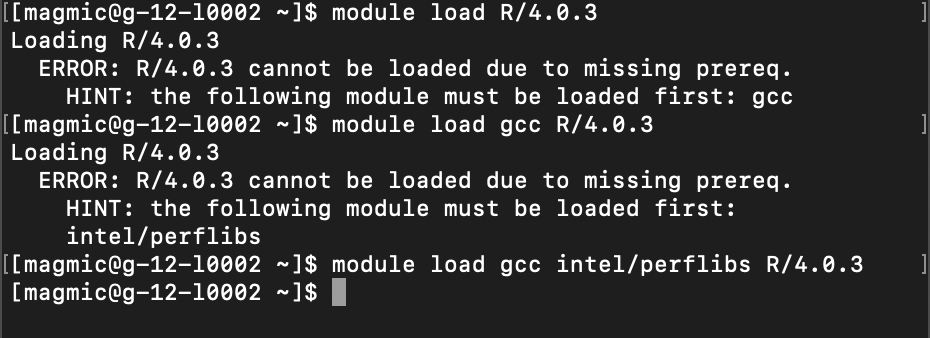 [[magmic@g-12-l0002 ~]$ module load R/4.0.3 ]
Loading R/4.0.3
ERROR: R/4.0.3 cannot be loaded due to missing prereq.
HINT: the following module must be loaded first: gcc
[[magmic@g-12-l0002 ~]$ module load gcc R/4.0.3 ]
Loading R/4.0.3
ERROR: R/4.0.3 cannot be loaded due to missing prereq.
HINT: the following module must be loaded first:
intel/perflibs
[[magmic@g-12-l0002 ~]$ module load gcc intel/perflibs R/4.0.3 ]
[magmic@g-12-l0002 ~]$